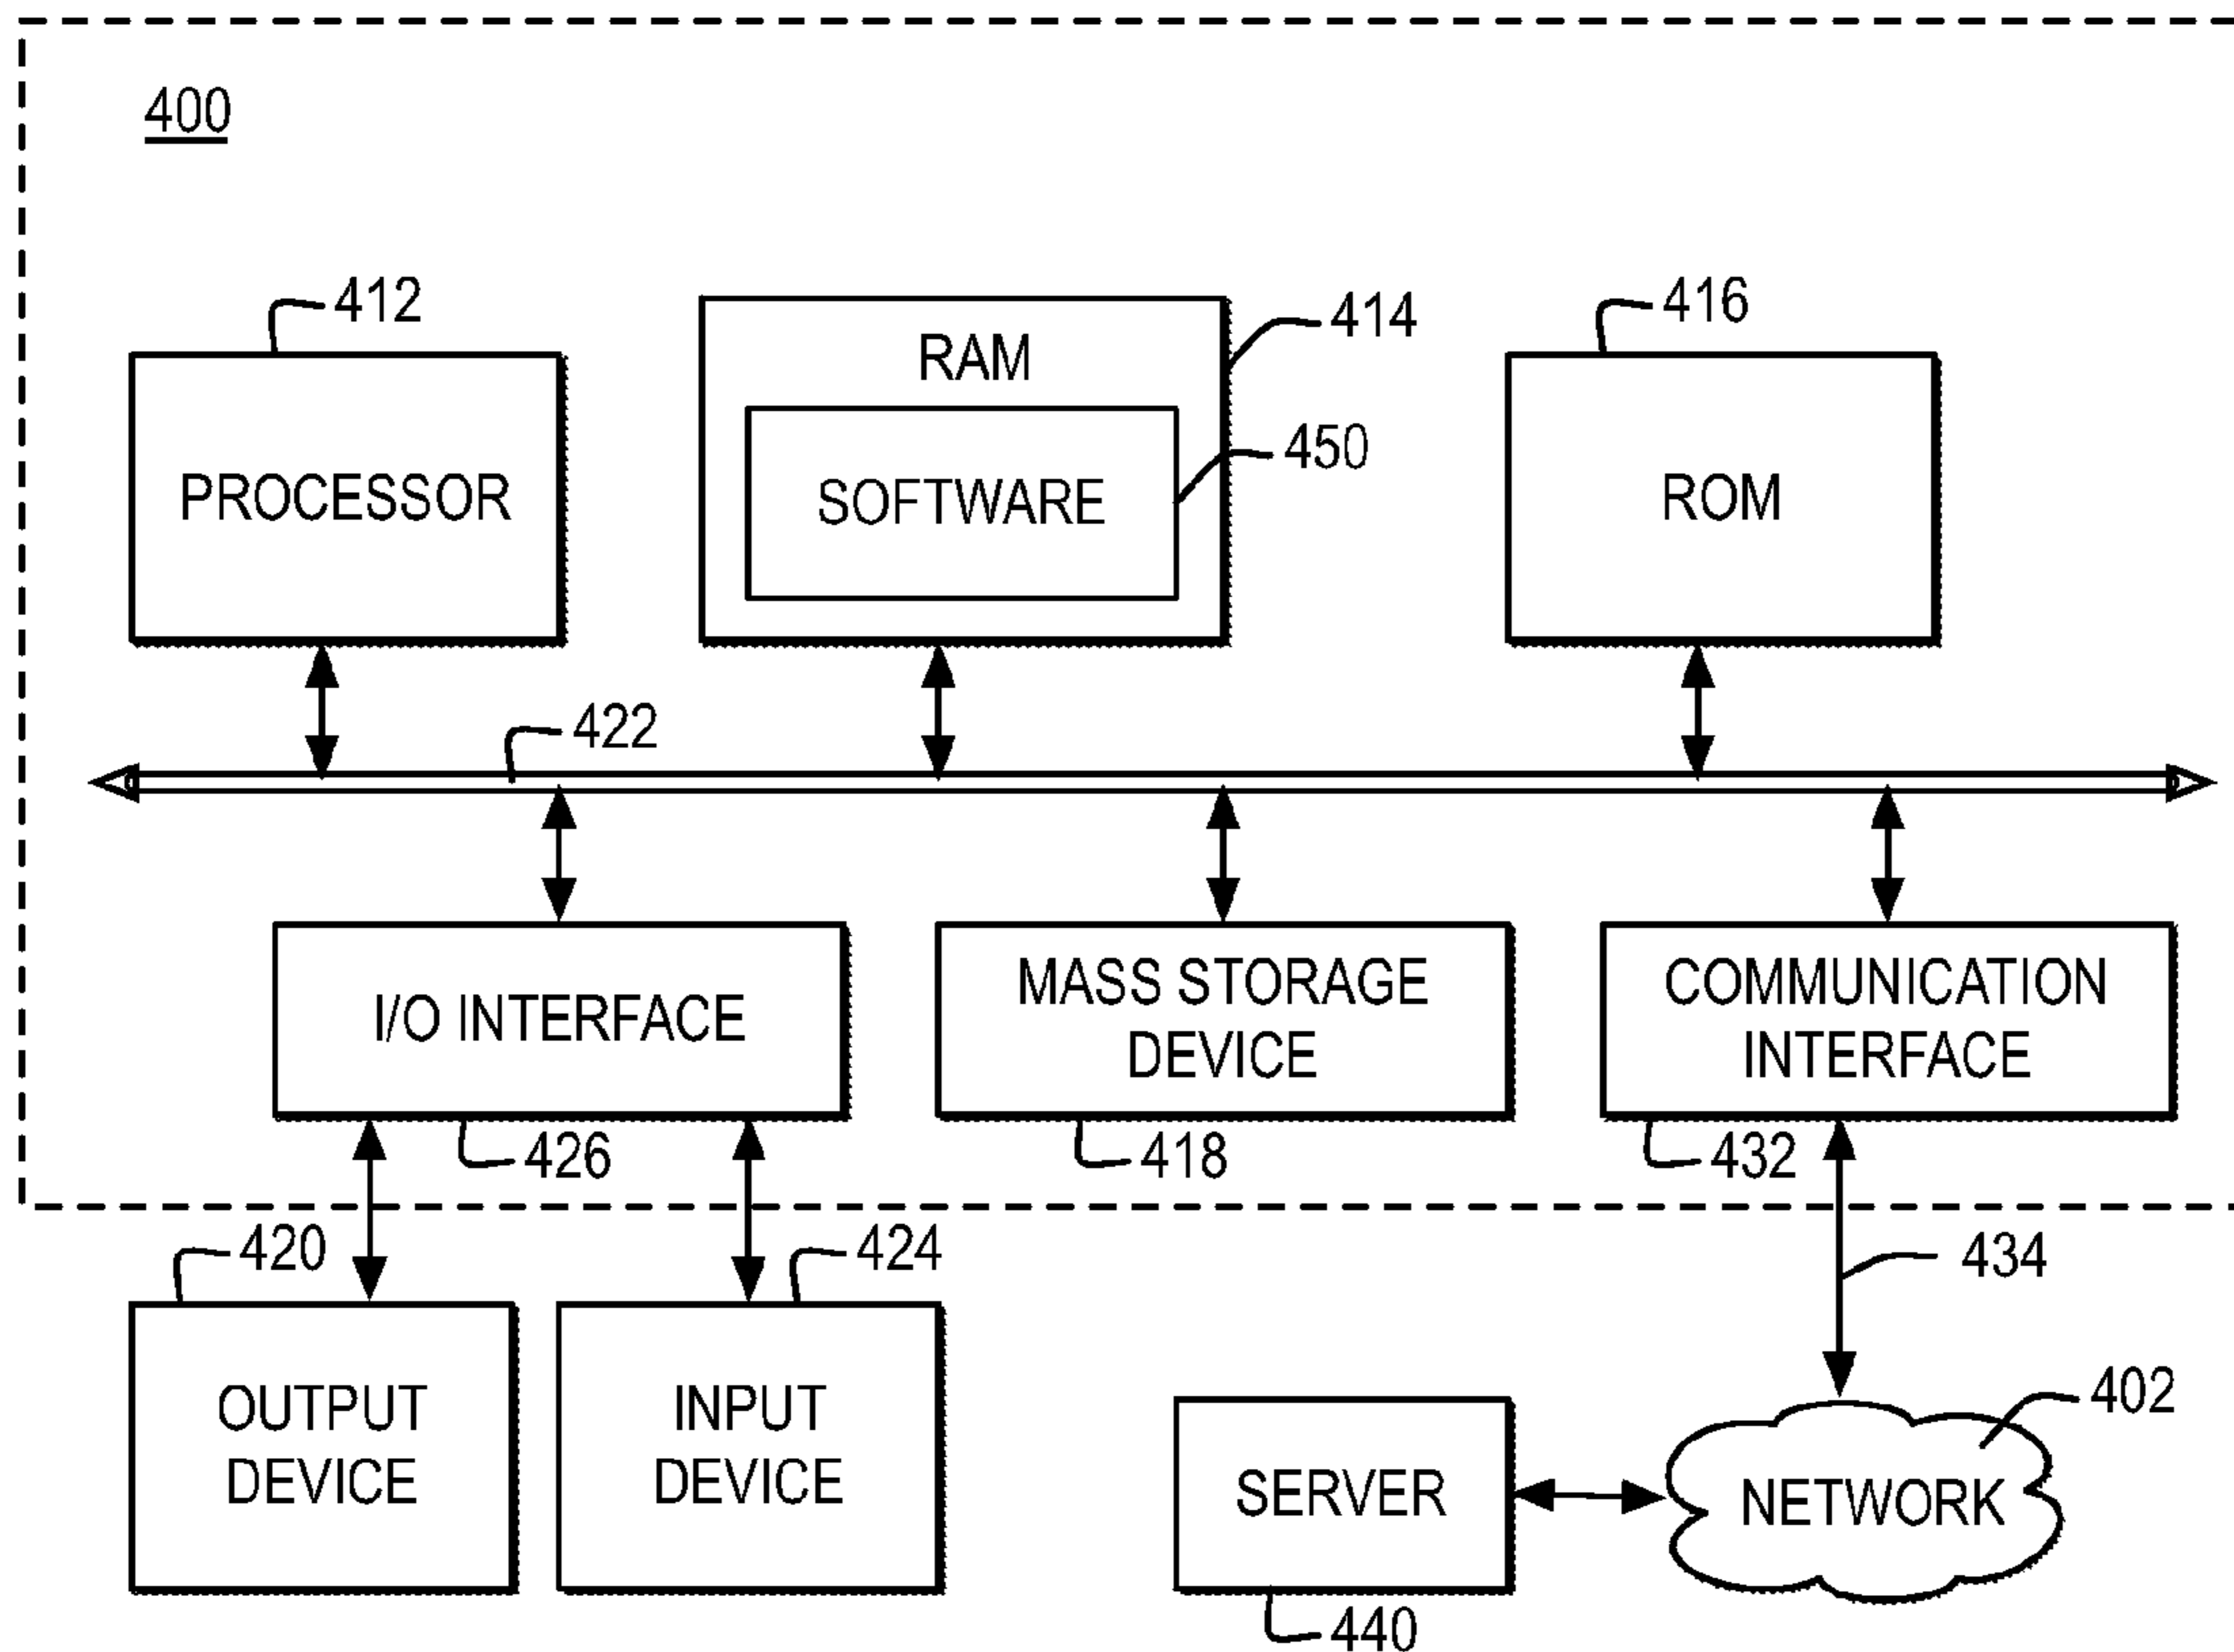 400
412
414
416
RAM
450
PROCESSOR
SOFTWARE
ROM
422
I/O INTERFACE
MASS STORAGE
DEVICE
COMMUNICATION
INTERFACE
426
418
432
420
424
434
OUTPUT
DEVICE
INPUT
DEVICE
402
SERVER
NETWORK
440